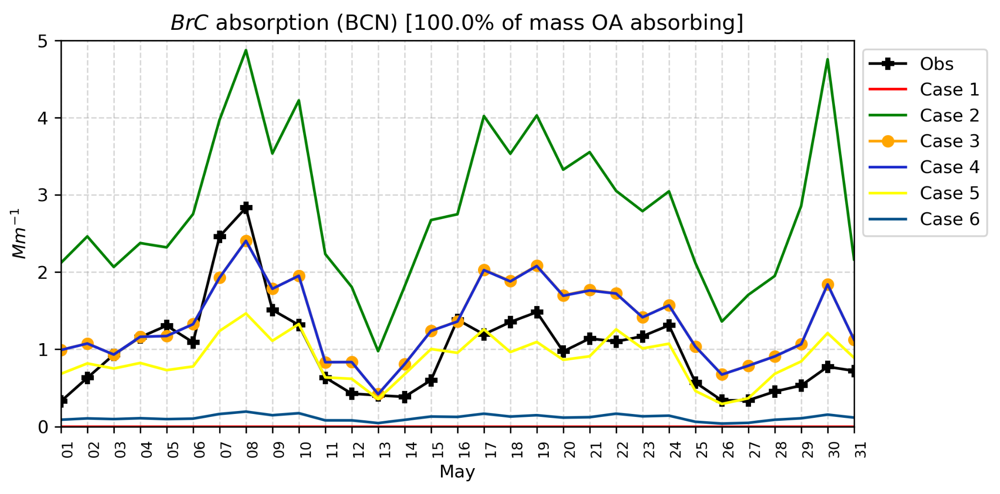 BrC absorption (BCN) [100.0% of mass OA absorbing]
5
4
3
2
1
0
Mm⁻¹
01 02 03 04 05 06 07 08 09 10 11 12 13 14 15 16 17 18 19 20 21 22 23 24 25 26 27 28 29 30 31
May
Obs
Case 1
Case 2
Case 3
Case 4
Case 5
Case 6